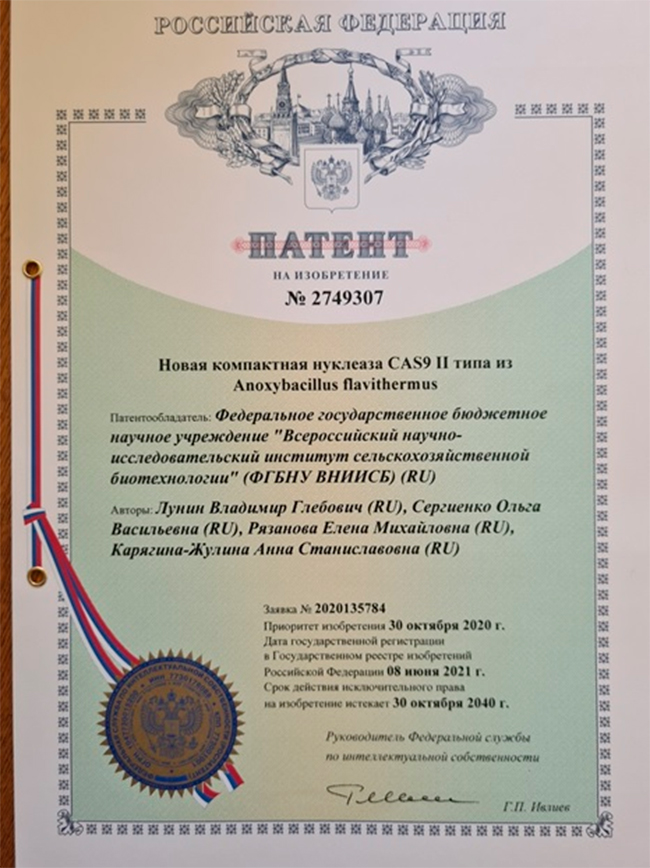 РОССИЙСКАЯ ФЕДЕРАЦИЯ
ПАТЕНТ
НА ИЗОБРЕТЕНИЕ
№ 2749307
Новая компактная нуклеаза CAS9 II типа из
Anoxybacillus flavithermus
Патентообладатель: Федеральное государственное бюджетное
научное учреждение "Всероссийский научно-
исследовательский институт сельскохозяйственной
биотехнологии" (ФГБНУ ВНИИСБ) (RU)
Авторы: Лунин Владимир Глебович (RU), Сергиенко Ольга
Васильевна (RU), Рязанова Елена Михайловна (RU),
Карягина-Жулина Анна Станиславовна (RU)
Заявка № 2020135784
Приоритет изобретения 30 октября 2020 г.
Дата государственной регистрации
в Государственном реестре изобретений
Российской Федерации 08 июня 2021 г.
Срок действия исключительного права
на изобретение истекает 30 октября 2040 г.
Руководитель Федеральной службы
по интеллектуальной собственности
Г.П. Ивлиев